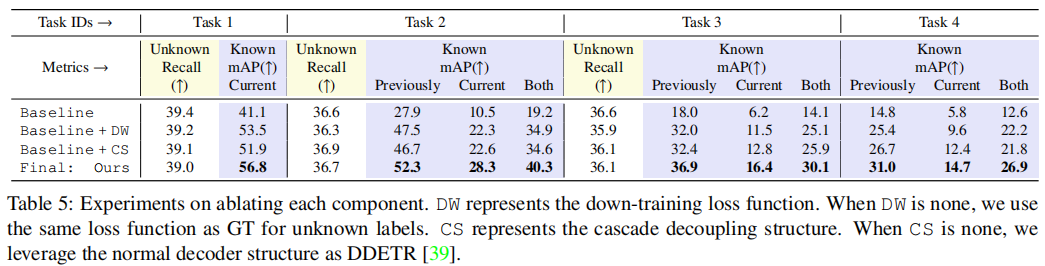 Task IDs → Task 1 Task 2 Task 3 Task 4
Unknown Known Unknown Known Unknown Known Known
Metrics → Recall mAP(↑) Recall mAP(↑) Recall mAP(↑) mAP(↑)
(↑) Current (↑) Previously Current Both (↑) Previously Current Both Previously Current Both
Baseline 39.4 41.1 36.6 27.9 10.5 19.2 36.6 18.0 6.2 14.1 14.8 5.8 12.6
Baseline + DW 39.2 53.5 36.3 47.5 22.3 34.9 35.9 32.0 11.5 25.1 25.4 9.6 22.2
Baseline + CS 39.1 51.9 36.9 46.7 22.6 34.6 36.1 32.4 12.8 25.9 26.7 12.4 21.8
Final: Ours 39.0 56.8 36.7 52.3 28.3 40.3 36.1 36.9 16.4 30.1 31.0 14.7 26.9
Table 5: Experiments on ablating each component. DW represents the down-training loss function. When DW is none, we use
the same loss function as GT for unknown labels. CS represents the cascade decoupling structure. When CS is none, we
leverage the normal decoder structure as DDETR [39].